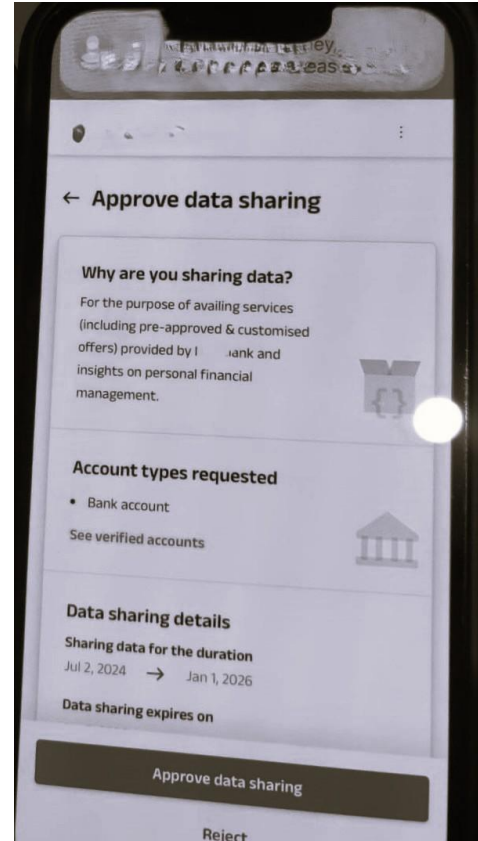 ← Approve data sharing
Why are you sharing data?
For the purpose of availing services
(including pre-approved & customised
offers) provided by and
insights on personal financial
management.
Account types requested
• Bank account
See verified accounts
Data sharing details
Sharing data for the duration
Jul 2, 2024 → Jan 1, 2026
Data sharing expires on
Approve data sharing
Reject